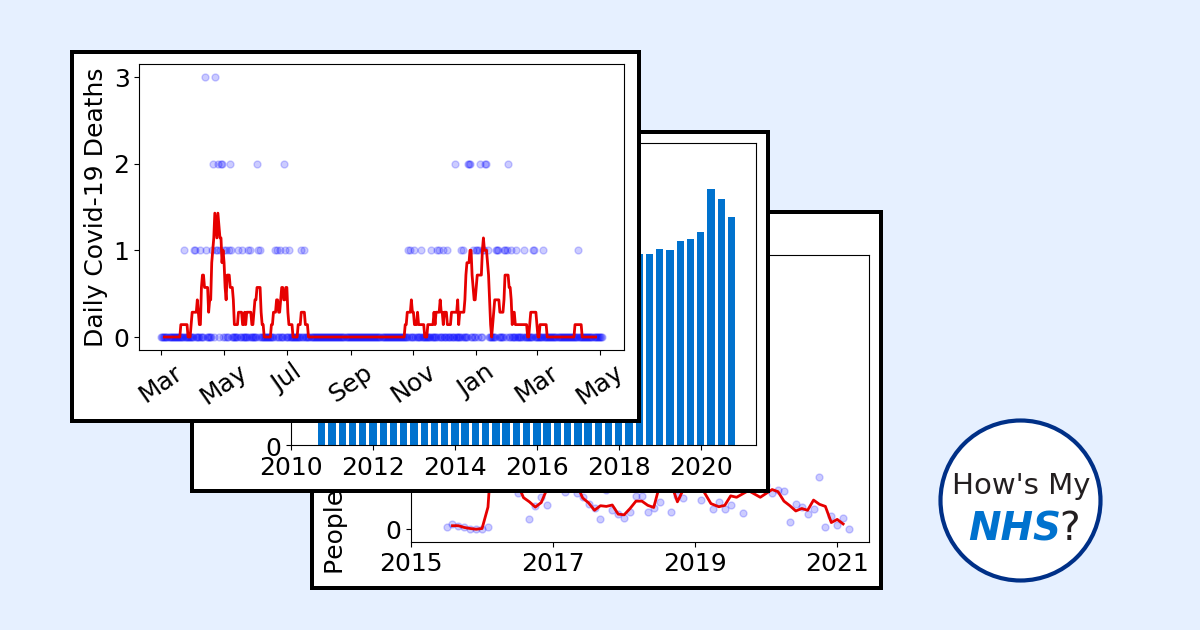 Daily Covid-19 Deaths
3
2
1
0
Mar May Jul Sep Nov Jan Mar May
0
2010 2012 2014 2016 2018 2020
People
0
2015 2017 2019 2021
How's My
NHS?